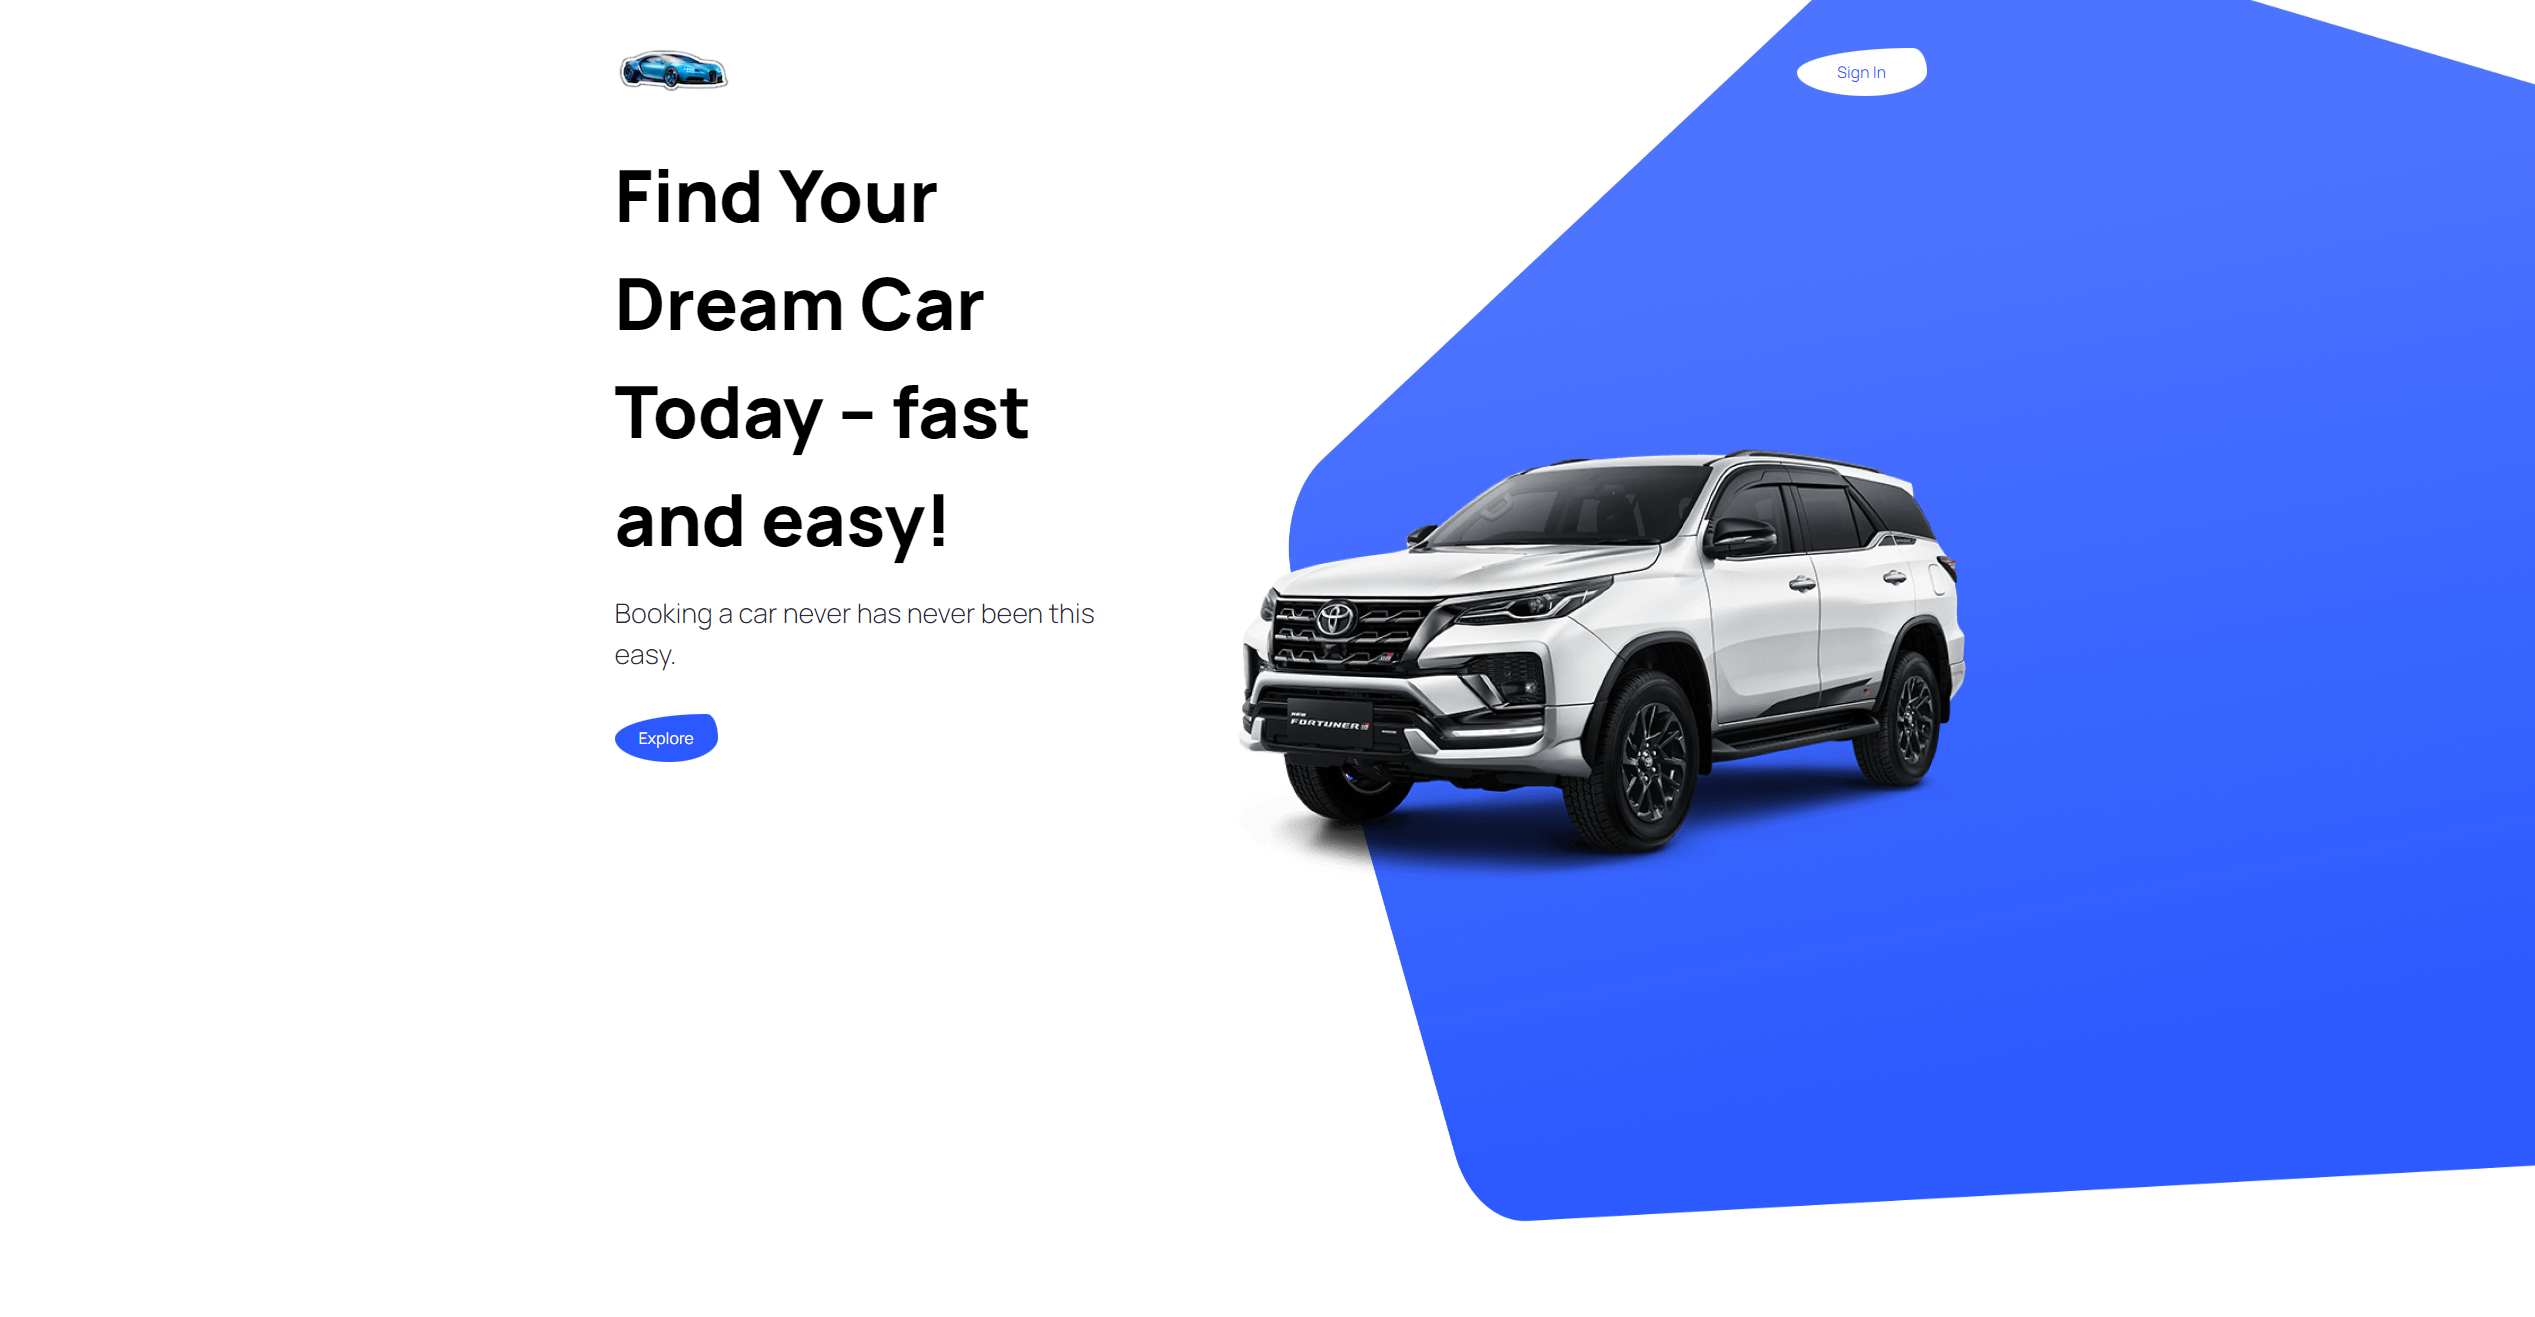 Sign In
Find Your
Dream Car
Today – fast
and easy!
Booking a car never has never been this
easy.
NEW
FORTUNER GR
Explore